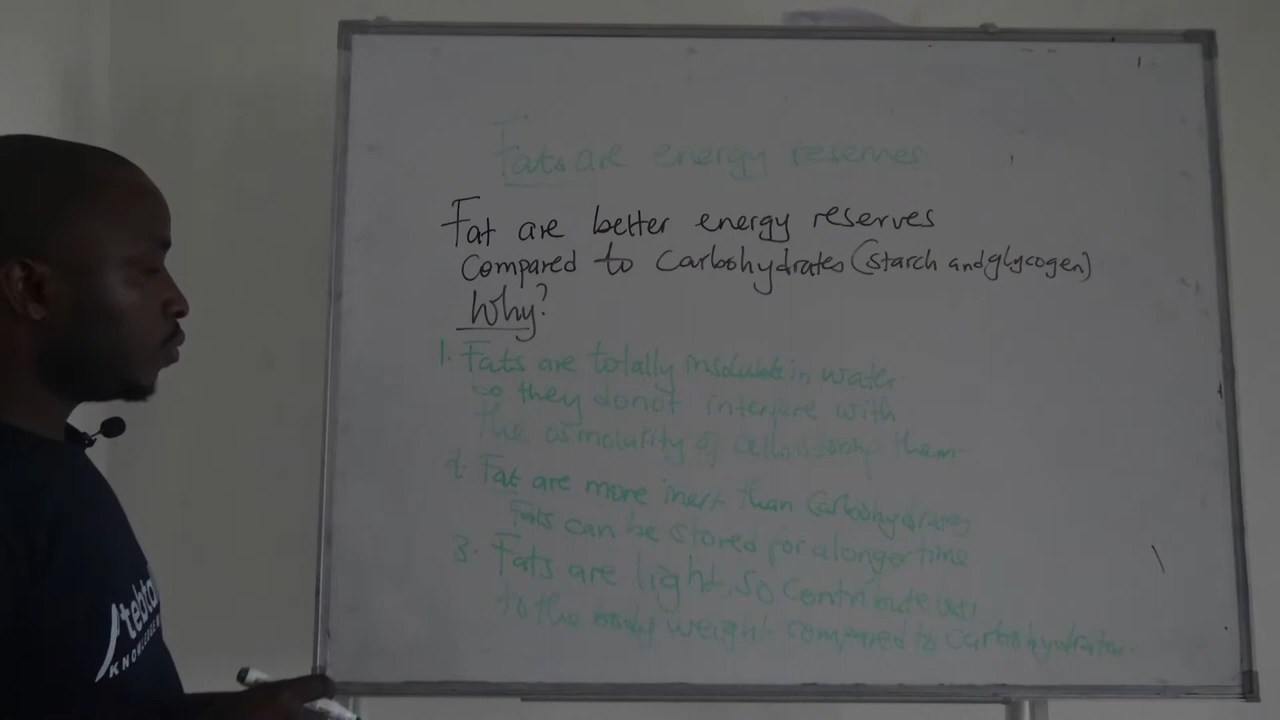 Fats are energy reserves
Fat are better energy reserves
Compared to Carbohydrates (starch and glycogen)
Why?
1. Fats are totally insoluble in water
so they donot interfere with
the osmolarity of cells them
Fat are more inert than Carbohydrates
Fats can be stored for a longer time
3. Fats are light, so contribute
to the body weight compared to Carbohydrates.
KNOWLEDGE